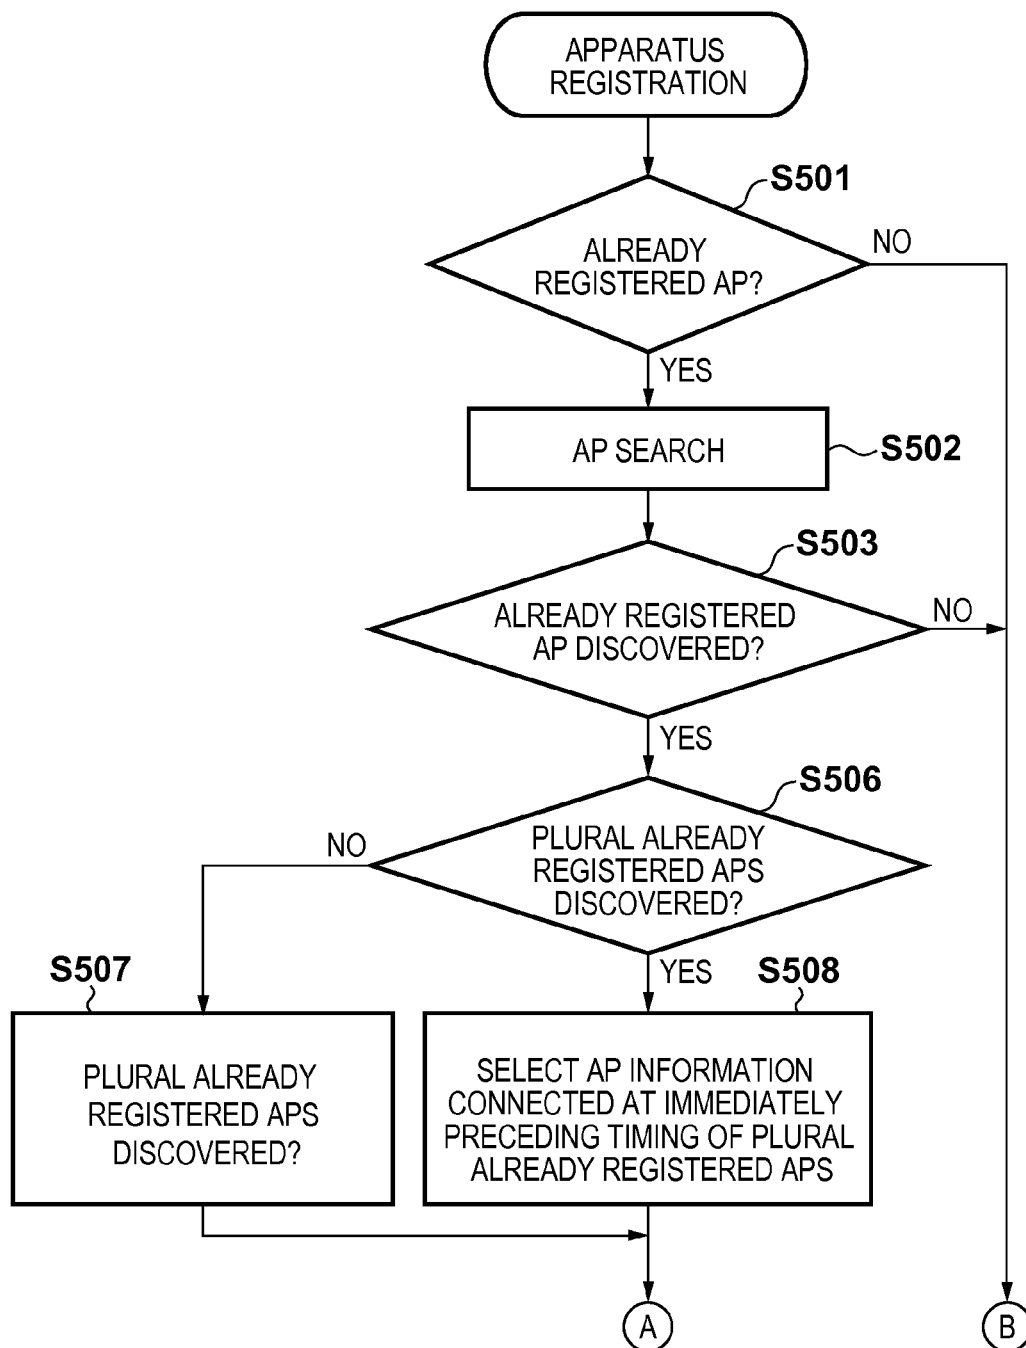 APPARATUS
REGISTRATION
S501
ALREADY
REGISTERED AP?
NO
YES
AP SEARCH
S502
S503
ALREADY REGISTERED
AP DISCOVERED?
NO
YES
S506
PLURAL ALREADY
REGISTERED APS
DISCOVERED?
NO
YES
S507
PLURAL ALREADY
REGISTERED APS
DISCOVERED?
S508
SELECT AP INFORMATION
CONNECTED AT IMMEDIATELY
PRECEDING TIMING OF PLURAL
ALREADY REGISTERED APS
A
B